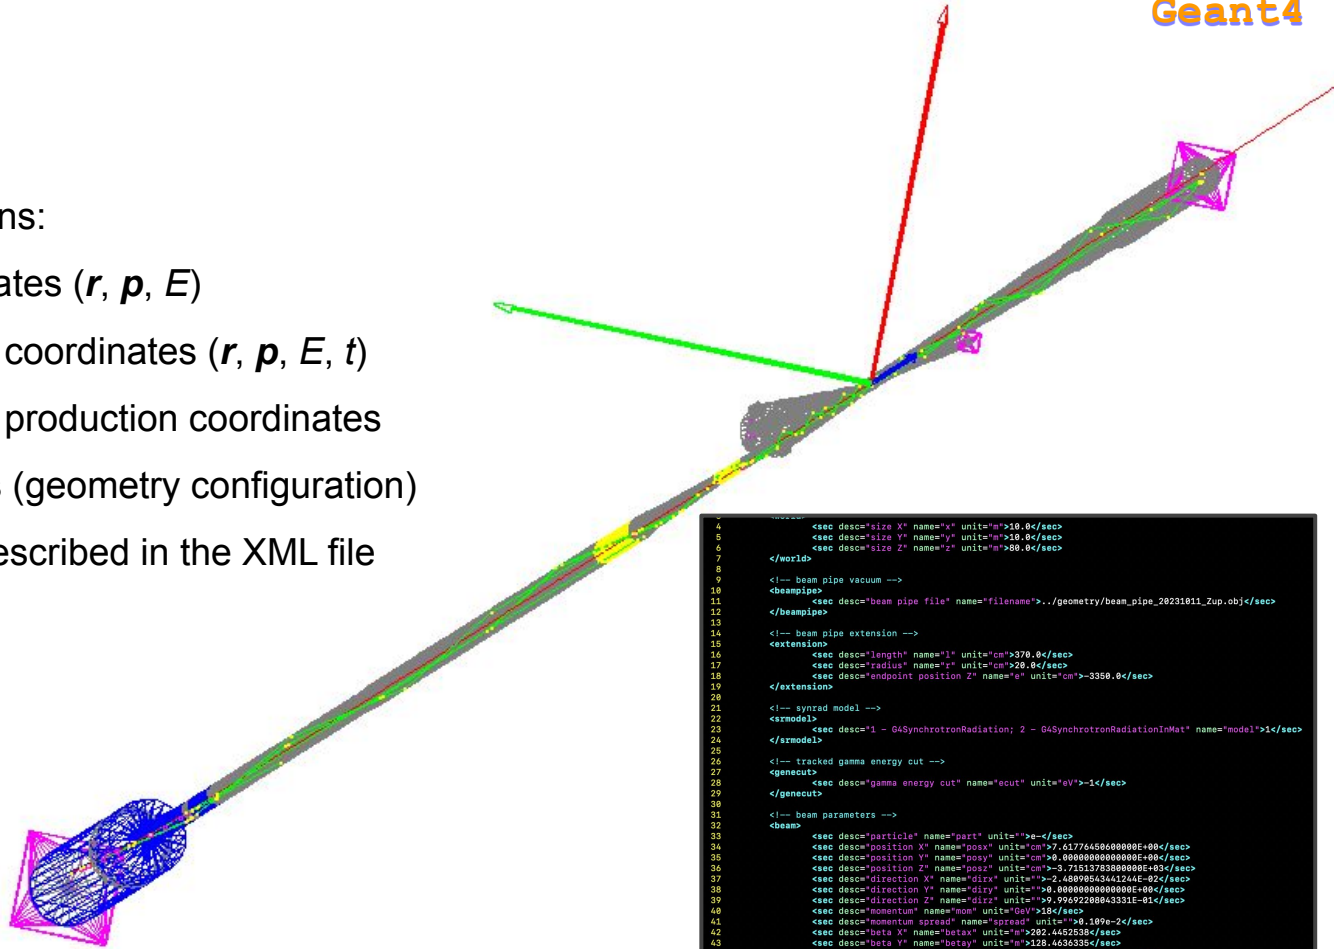 Geant4
ns:
ates (r, p, E)
coordinates (r, p, E, t)
production coordinates
s (geometry configuration)
escribed in the XML file
4 <sec desc="size X" name="x" unit="m">10.0</sec>
5 <sec desc="size Y" name="y" unit="m">10.0</sec>
6 <sec desc="size Z" name="z" unit="m">80.0</sec>
7 </world>
8
9 <!-- beam pipe vacuum -->
10 <beampipe>
11 <sec desc="beam pipe file" name="filename">../geometry/beam_pipe_20231011_Zup.obj</sec>
12 </beampipe>
13
14 <!-- beam pipe extension -->
15 <extension>
16 <sec desc="length" name="l" unit="cm">370.0</sec>
17 <sec desc="radius" name="r" unit="cm">20.0</sec>
18 <sec desc="endpoint position Z" name="e" unit="cm">-3350.0</sec>
19 </extension>
20
21 <!-- synrad model -->
22 <srmodel>
23 <sec desc="1 - G4SynchrotronRadiation; 2 - G4SynchrotronRadiationInMat" name="model">1</sec>
24 </srmodel>
25
26 <!-- tracked gamma energy cut -->
27 <genecut>
28 <sec desc="gamma energy cut" name="ecut" unit="eV">-1</sec>
29 </genecut>
30
31 <!-- beam parameters -->
32 <beam>
33 <sec desc="particle" name="part" unit="">e-</sec>
34 <sec desc="position X" name="posx" unit="cm">7.61776450600000E+00</sec>
35 <sec desc="position Y" name="posy" unit="cm">0.00000000000000E+00</sec>
36 <sec desc="position Z" name="posz" unit="cm">-3.71513783800000E+03</sec>
37 <sec desc="direction X" name="dirx" unit="">-2.48090543441244E-02</sec>
38 <sec desc="direction Y" name="diry" unit="">0.00000000000000E+00</sec>
39 <sec desc="direction Z" name="dirz" unit="">9.99692208043331E-01</sec>
40 <sec desc="momentum" name="mom" unit="GeV">18</sec>
41 <sec desc="momentum spread" name="spread" unit="">0.109e-2</sec>
42 <sec desc="beta X" name="betax" unit="m">202.4452538</sec>
43 <sec desc="beta Y" name="betay" unit="m">128.4636335</sec>